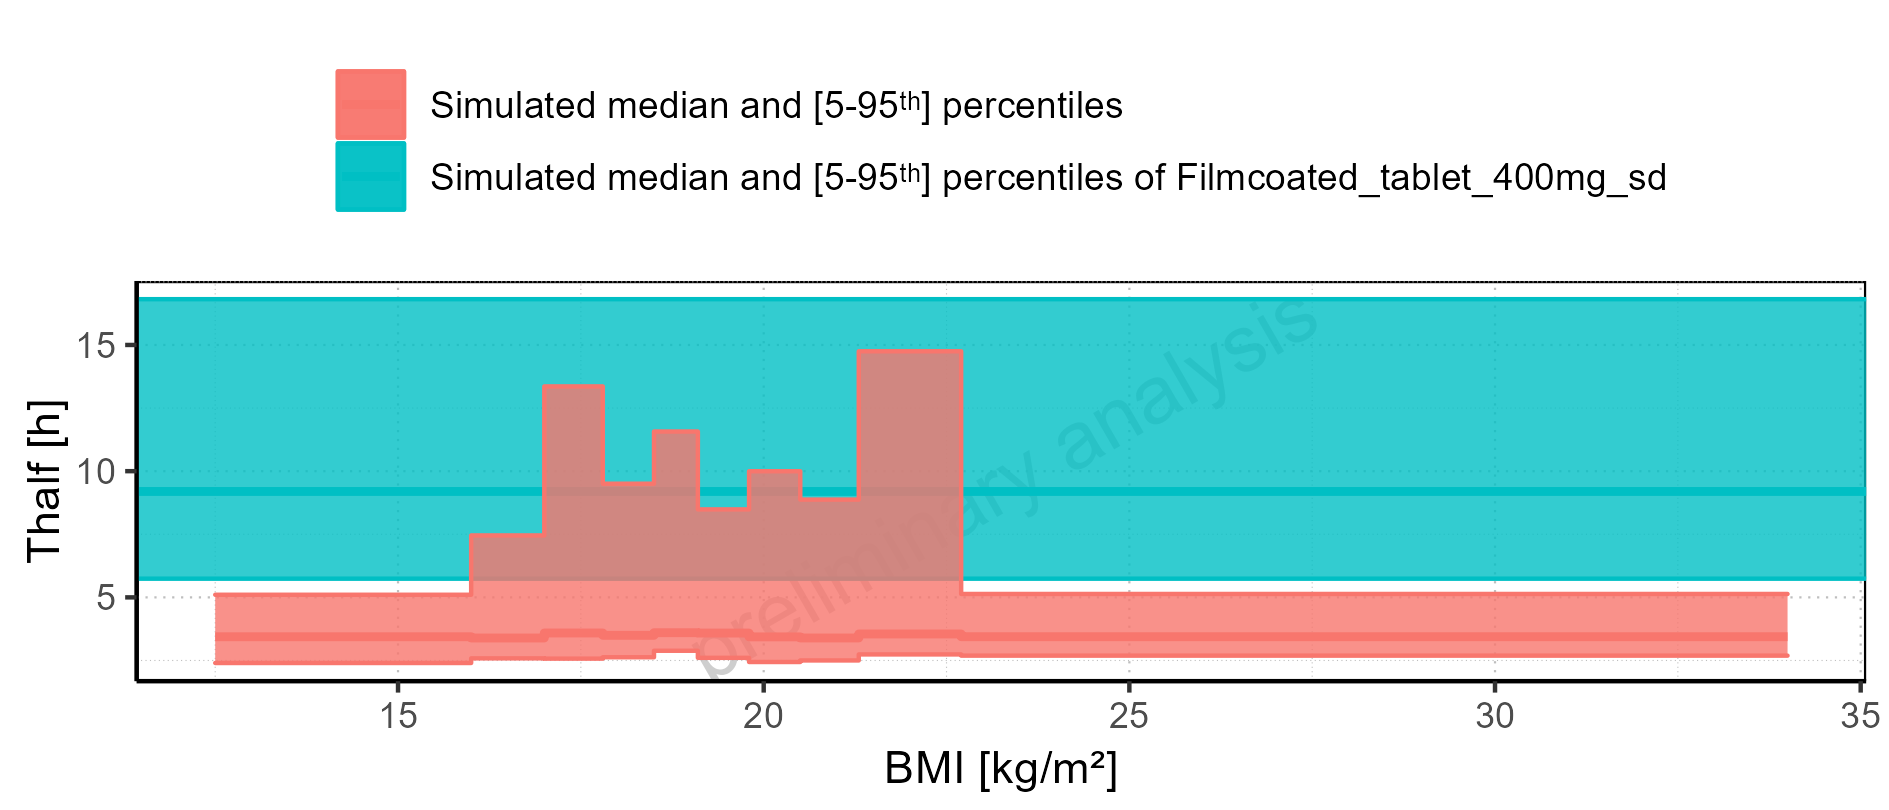 Simulated median and [5-95ᵗʰ] percentiles
Simulated median and [5-95ᵗʰ] percentiles of Filmcoated_tablet_400mg_sd
Thalf [h]
15
10
5
preliminary analysis
15 20 25 30 35
BMI [kg/m²]